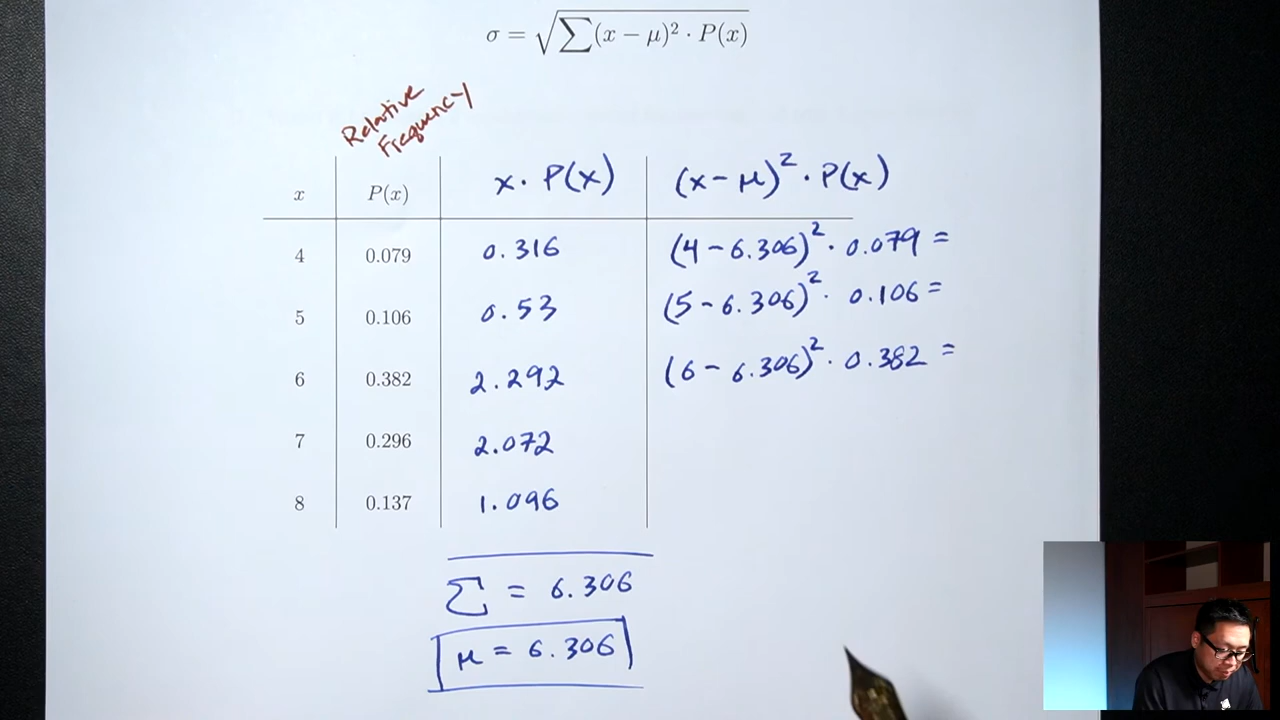 σ = √∑(x − μ)² · P(x)
Relative
Frequency
x P(x) x · P(x) (x − μ)² · P(x)
4 0.079 0.316 (4 − 6.306)² · 0.079 =
5 0.106 0.53 (5 − 6.306)² · 0.106 =
6 0.382 2.292 (6 − 6.306)² · 0.382 =
7 0.296 2.072
8 0.137 1.096
∑ = 6.306
μ = 6.306